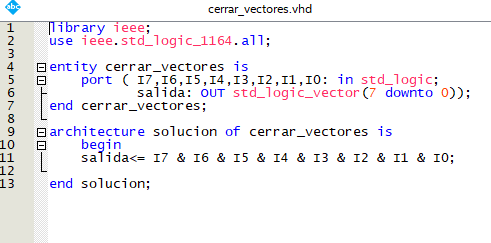 abc
cerrar_vectores.vhd
1 library ieee;
2 use ieee.std_logic_1164.all;
3
4 entity cerrar_vectores is
5 port ( I7,I6,I5,I4,I3,I2,I1,I0: in std_logic;
6 salida: OUT std_logic_vector(7 downto 0));
7 end cerrar_vectores;
8
9 architecture solucion of cerrar_vectores is
10 begin
11 salida<= I7 & I6 & I5 & I4 & I3 & I2 & I1 & I0;
12
13 end solucion;